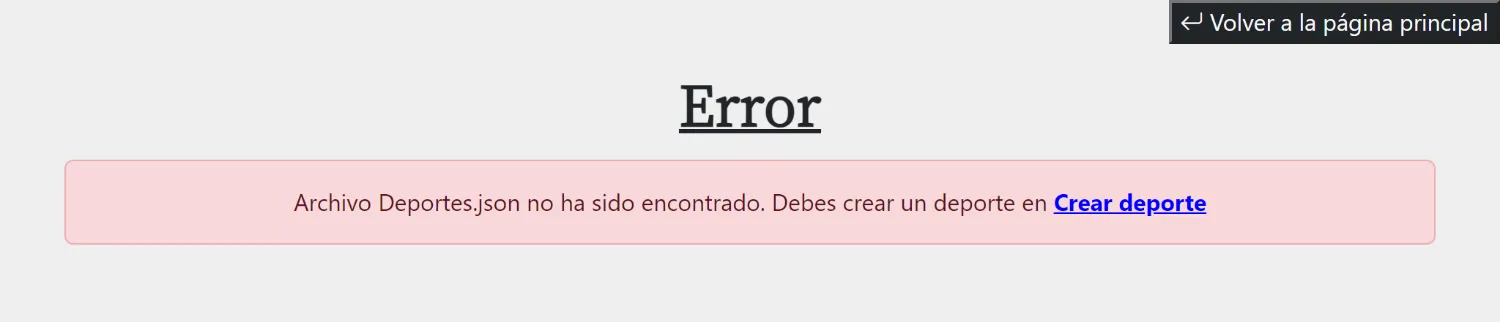 Volver a la página principal
Error
Archivo Deportes.json no ha sido encontrado. Debes crear un deporte en Crear deporte